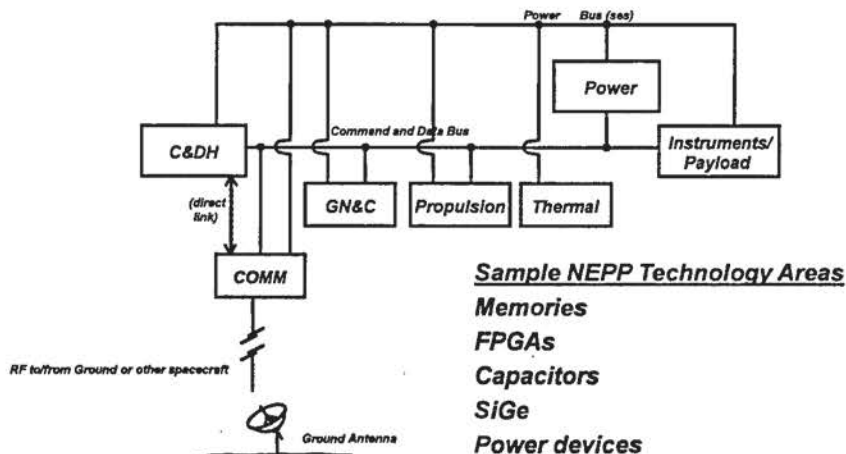 Power Bus (ses)
Power
Command and Data Bus
C&DH
Instruments/
Payload
(direct
link)
GN&C
Propulsion
Thermal
COMM
Sample NEPP Technology Areas
Memories
FPGAs
Capacitors
SiGe
Power devices
RF to/from Ground or other spacecraft
Ground Antenna